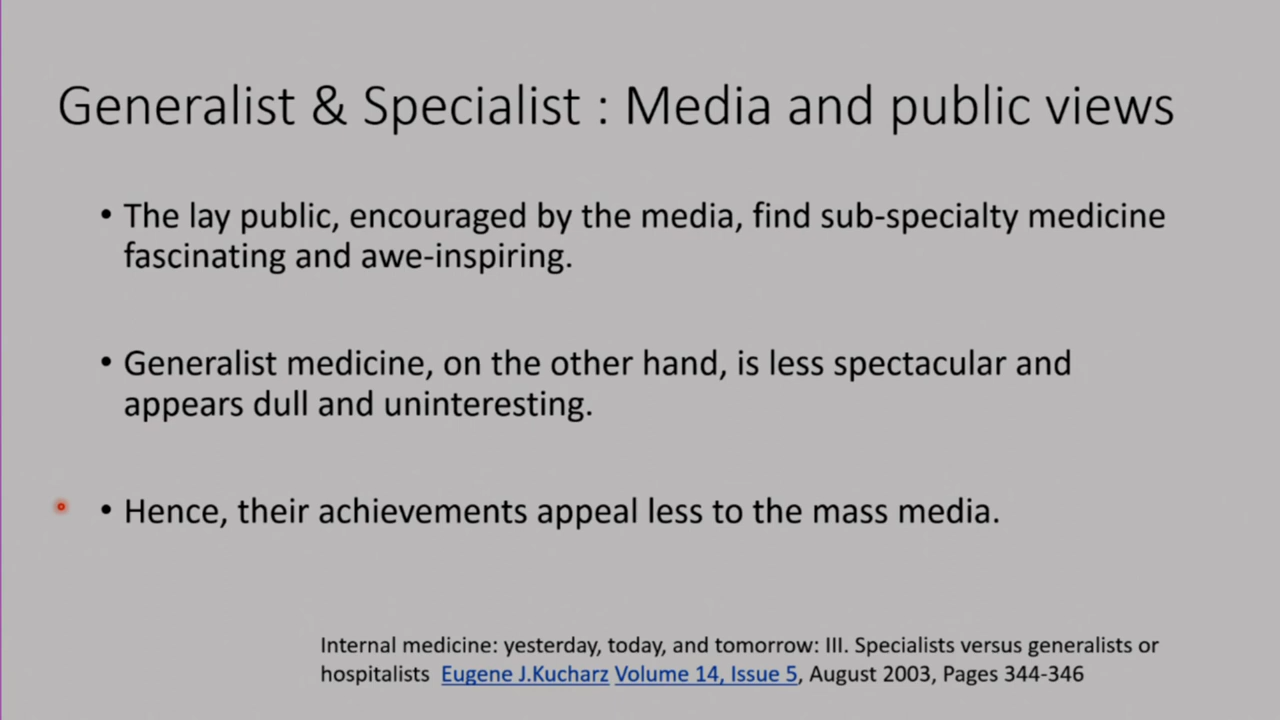 Generalist & Specialist : Media and public views
• The lay public, encouraged by the media, find sub-specialty medicine
fascinating and awe-inspiring.
• Generalist medicine, on the other hand, is less spectacular and
appears dull and uninteresting.
• Hence, their achievements appeal less to the mass media.
Internal medicine: yesterday, today, and tomorrow: III. Specialists versus generalists or
hospitalists Eugene J.Kucharz Volume 14, Issue 5, August 2003, Pages 344-346